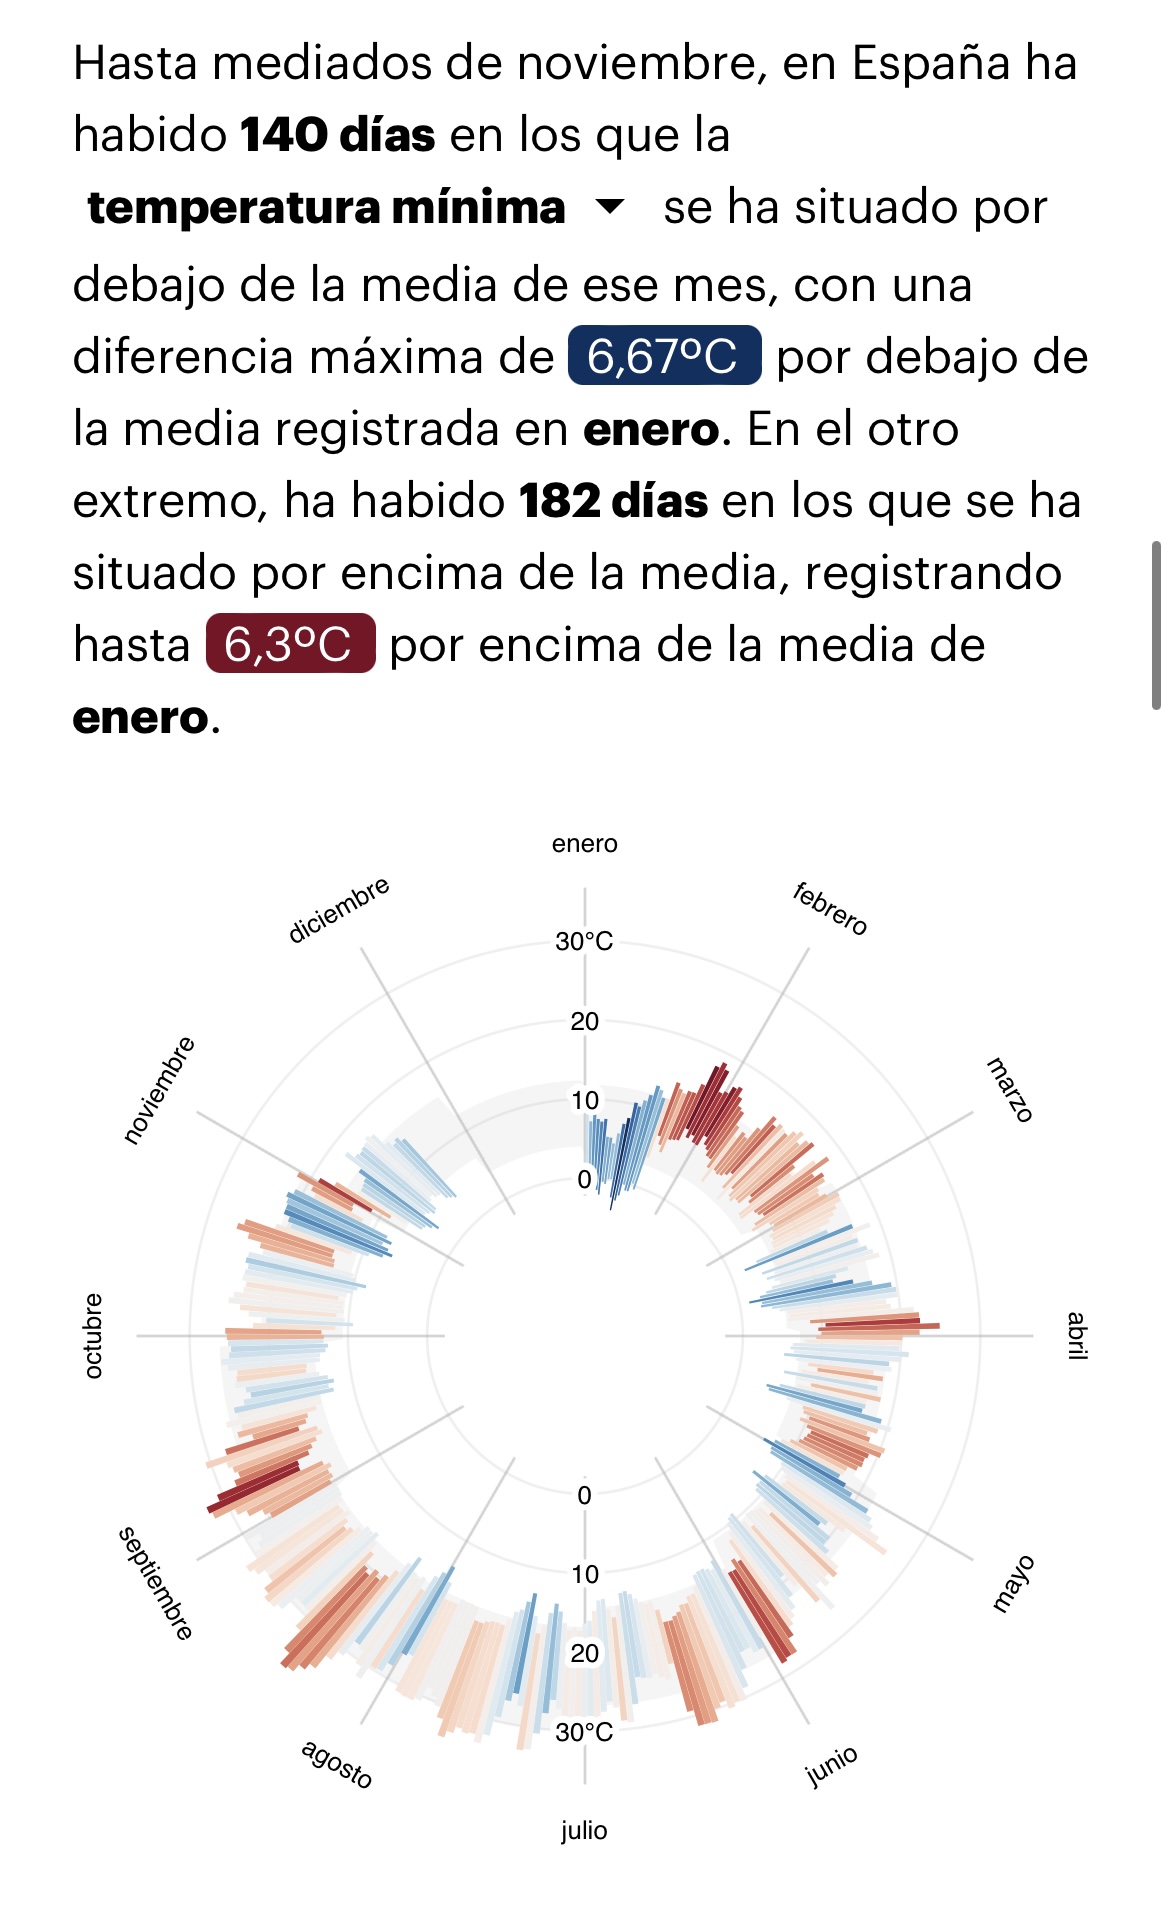 Hasta mediados de noviembre, en España ha
habido 140 días en los que la
temperatura mínima ▼ se ha situado por
debajo de la media de ese mes, con una
diferencia máxima de 6,67ºC por debajo de
la media registrada en enero. En el otro
extremo, ha habido 182 días en los que se ha
situado por encima de la media, registrando
hasta 6,3ºC por encima de la media de
enero.
enero
diciembre
febrero
30°C
20
noviembre
marzo
10
0
octubre
abril
0
septiembre
10
mayo
20
30°C
agosto
junio
julio